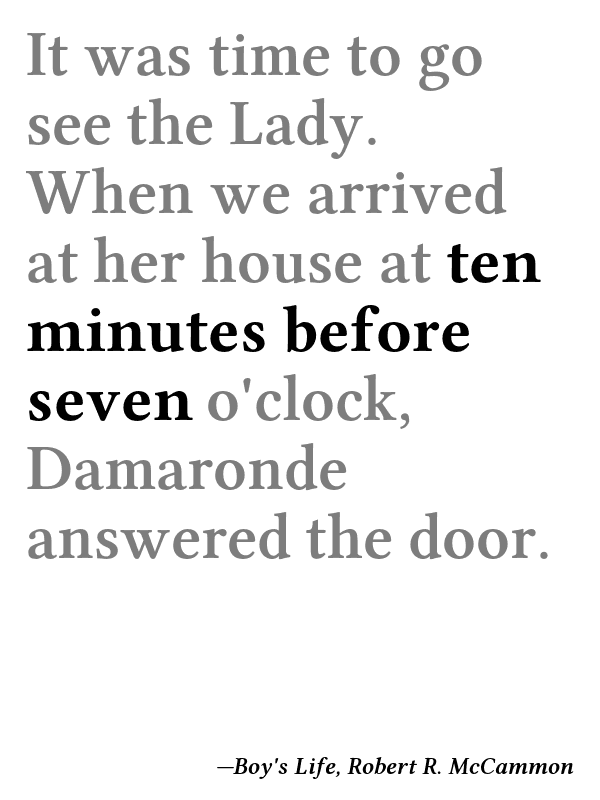 It was time to go
see the Lady.
When we arrived
at her house at ten
minutes before
seven o'clock,
Damaronde
answered the door.
—Boy's Life, Robert R. McCammon